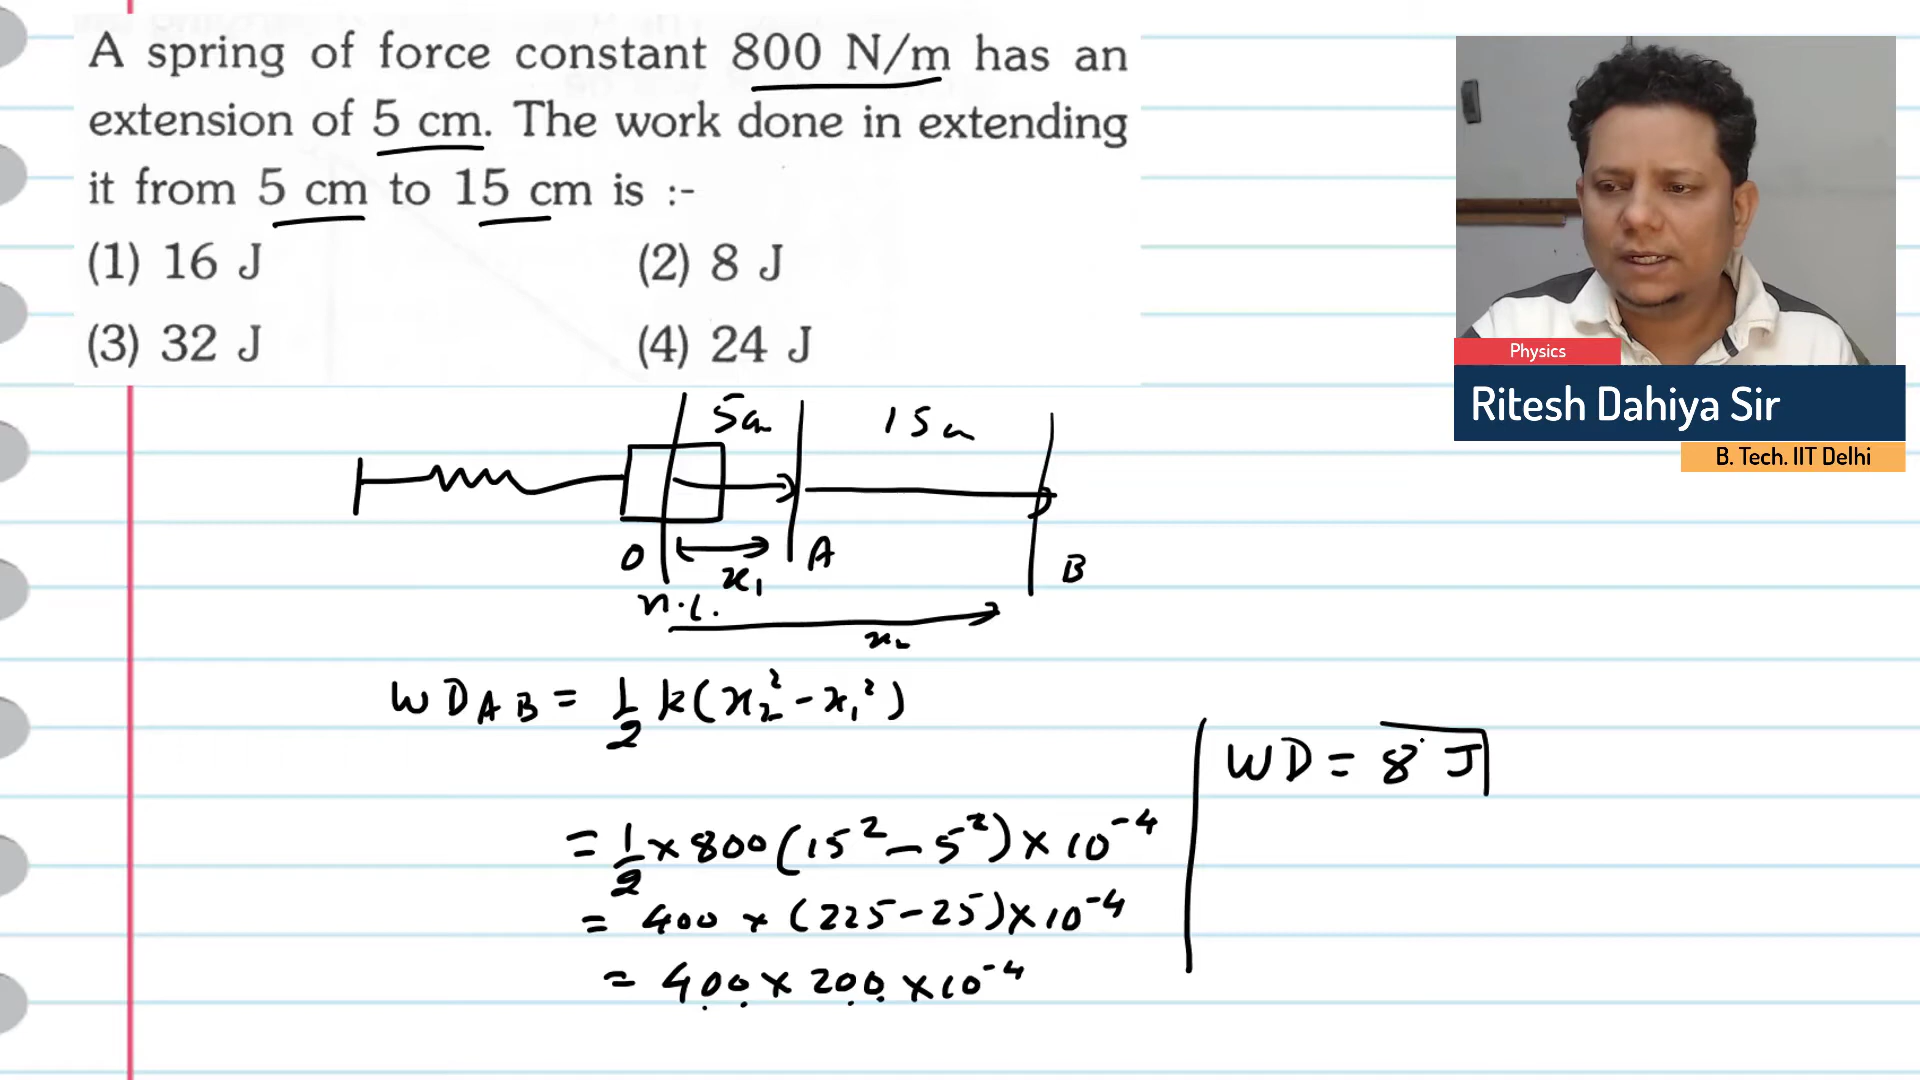 A spring of force constant 800 N/m has an
extension of 5 cm. The work done in extending
it from 5 cm to 15 cm is :-
(1) 16 J (2) 8 J
(3) 32 J (4) 24 J
Physics
Ritesh Dahiya Sir
B. Tech. IIT Delhi
5cm 15cm
O x₁ A B
n.l.
x₂
WD_AB = 1/2 k(x₂² - x₁²)
= 1/2 × 800 (15² - 5²) × 10⁻⁴
= 400 × (225 - 25) × 10⁻⁴
= 400 × 200 × 10⁻⁴
WD = 8 J